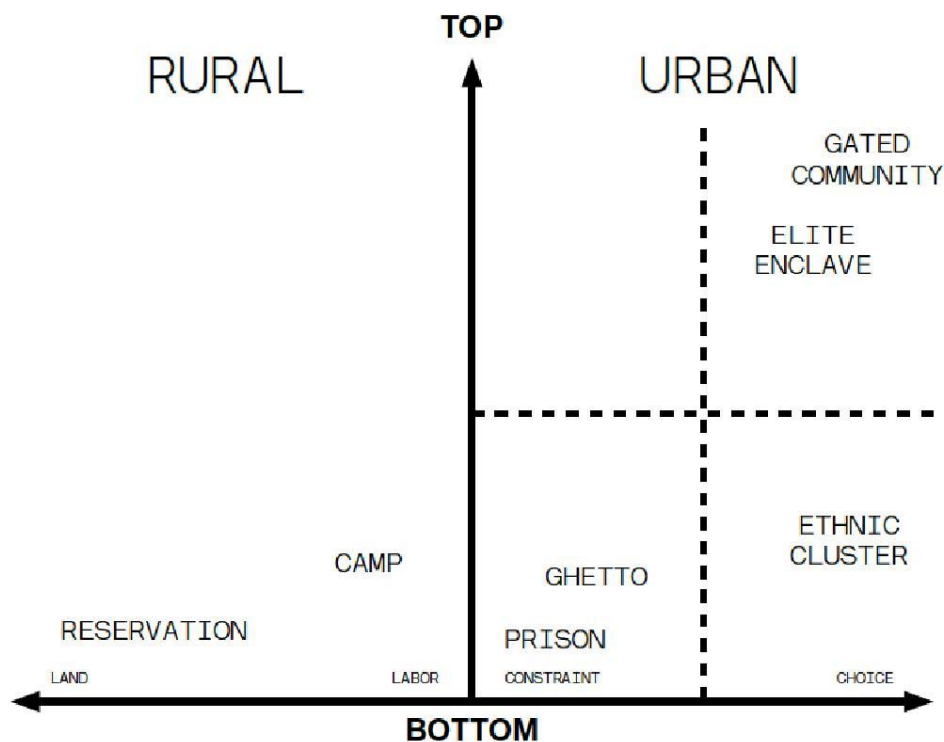 TOP
RURAL
URBAN
GATED
COMMUNITY
ELITE
ENCLAVE
ETHNIC
CLUSTER
CAMP
GHETTO
RESERVATION
PRISON
LAND
LABOR
CONSTRAINT
CHOICE
BOTTOM